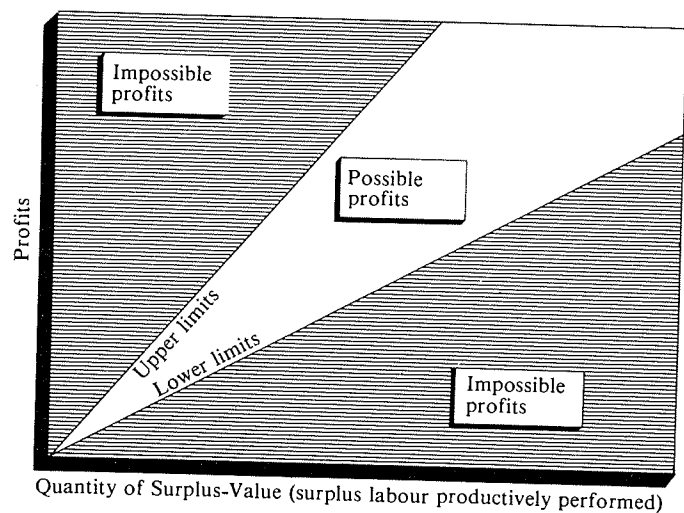 Impossible
profits
Possible
profits
Profits
Upper limits
Lower limits
Impossible
profits
Quantity of Surplus-Value (surplus labour productively performed)